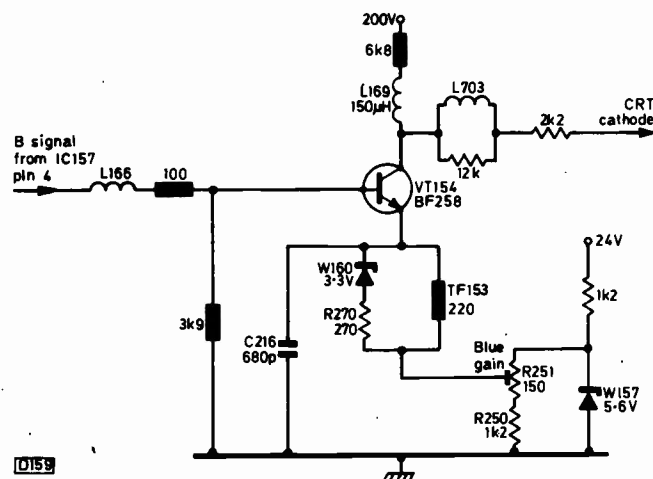 200V
6k8
L169
150µH
L703
12k
2k2
CRT
cathode
B signal
from IC157
pin 4
L166
100
VT154
BF258
3k9
W160
3·3V
R270
270
TF153
220
C216
680p
24V
1k2
Blue
gain
R251
150
R250
1k2
W157
5·6V
D159